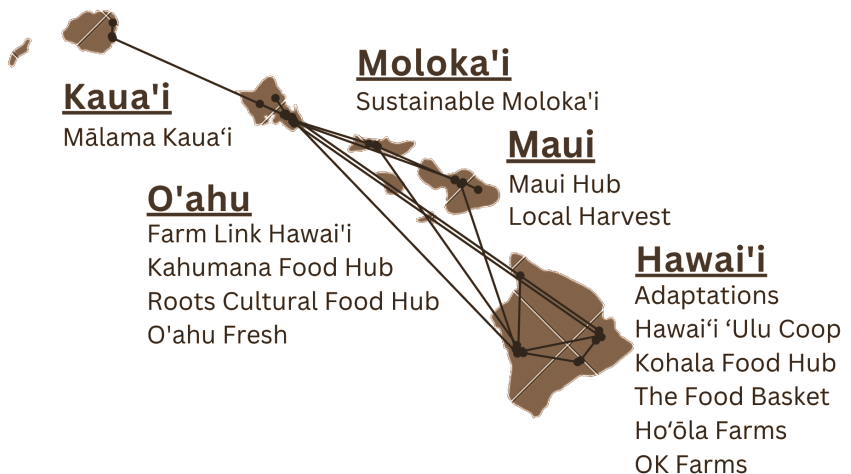 Kaua'i
Mālama Kauaʻi
O'ahu
Farm Link Hawai'i
Kahumana Food Hub
Roots Cultural Food Hub
O'ahu Fresh
Moloka'i
Sustainable Moloka'i
Maui
Maui Hub
Local Harvest
Hawai'i
Adaptations
Hawaiʻi ʻUlu Coop
Kohala Food Hub
The Food Basket
Hoʻōla Farms
OK Farms